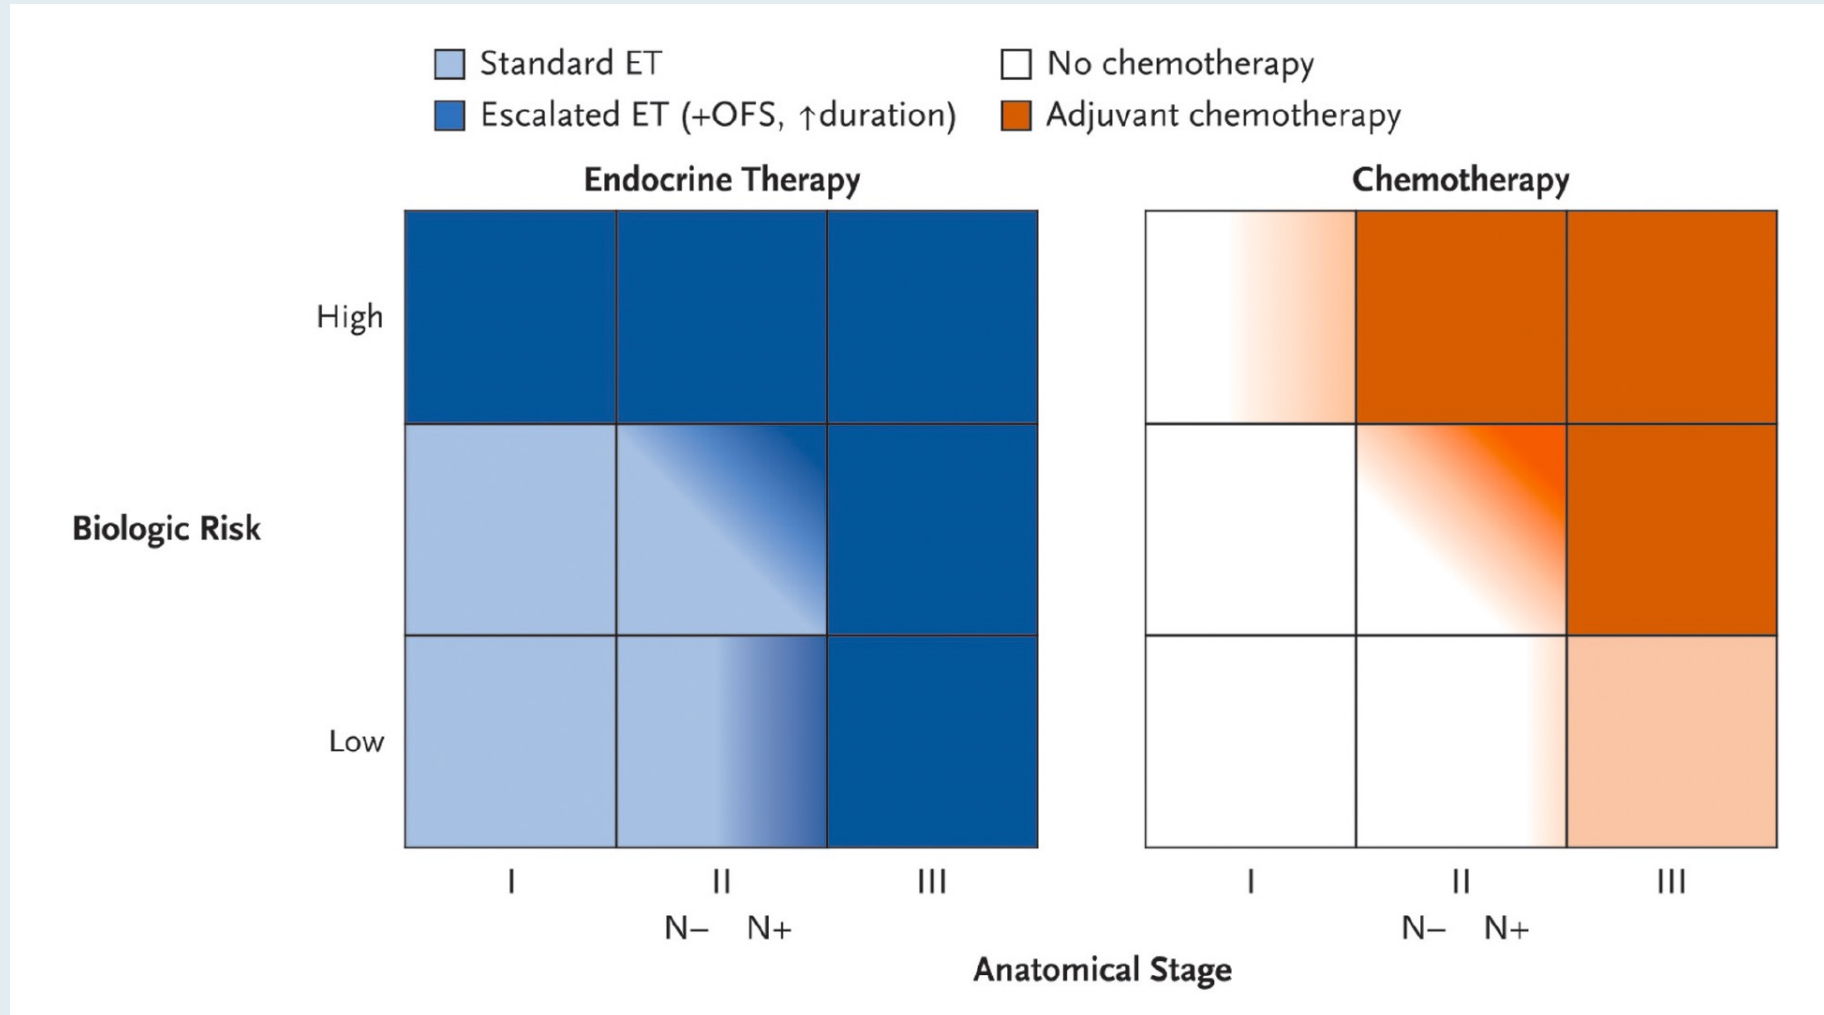 Standard ET
No chemotherapy
Escalated ET (+OFS, ↑duration)
Adjuvant chemotherapy
Endocrine Therapy
Chemotherapy
High
Biologic Risk
Low
I
II
III
I
II
III
N–
N+
N–
N+
Anatomical Stage